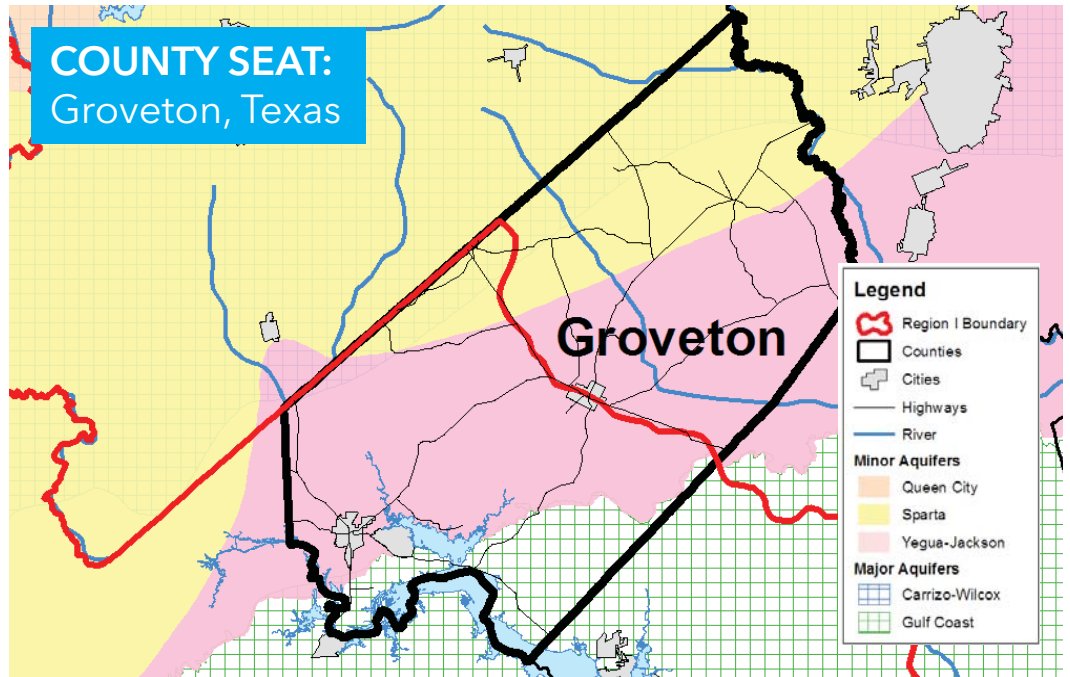 COUNTY SEAT:
Groveton, Texas
Groveton
Legend
Region I Boundary
Counties
Cities
Highways
River
Minor Aquifers
Queen City
Sparta
Yegua-Jackson
Major Aquifers
Carrizo-Wilcox
Gulf Coast